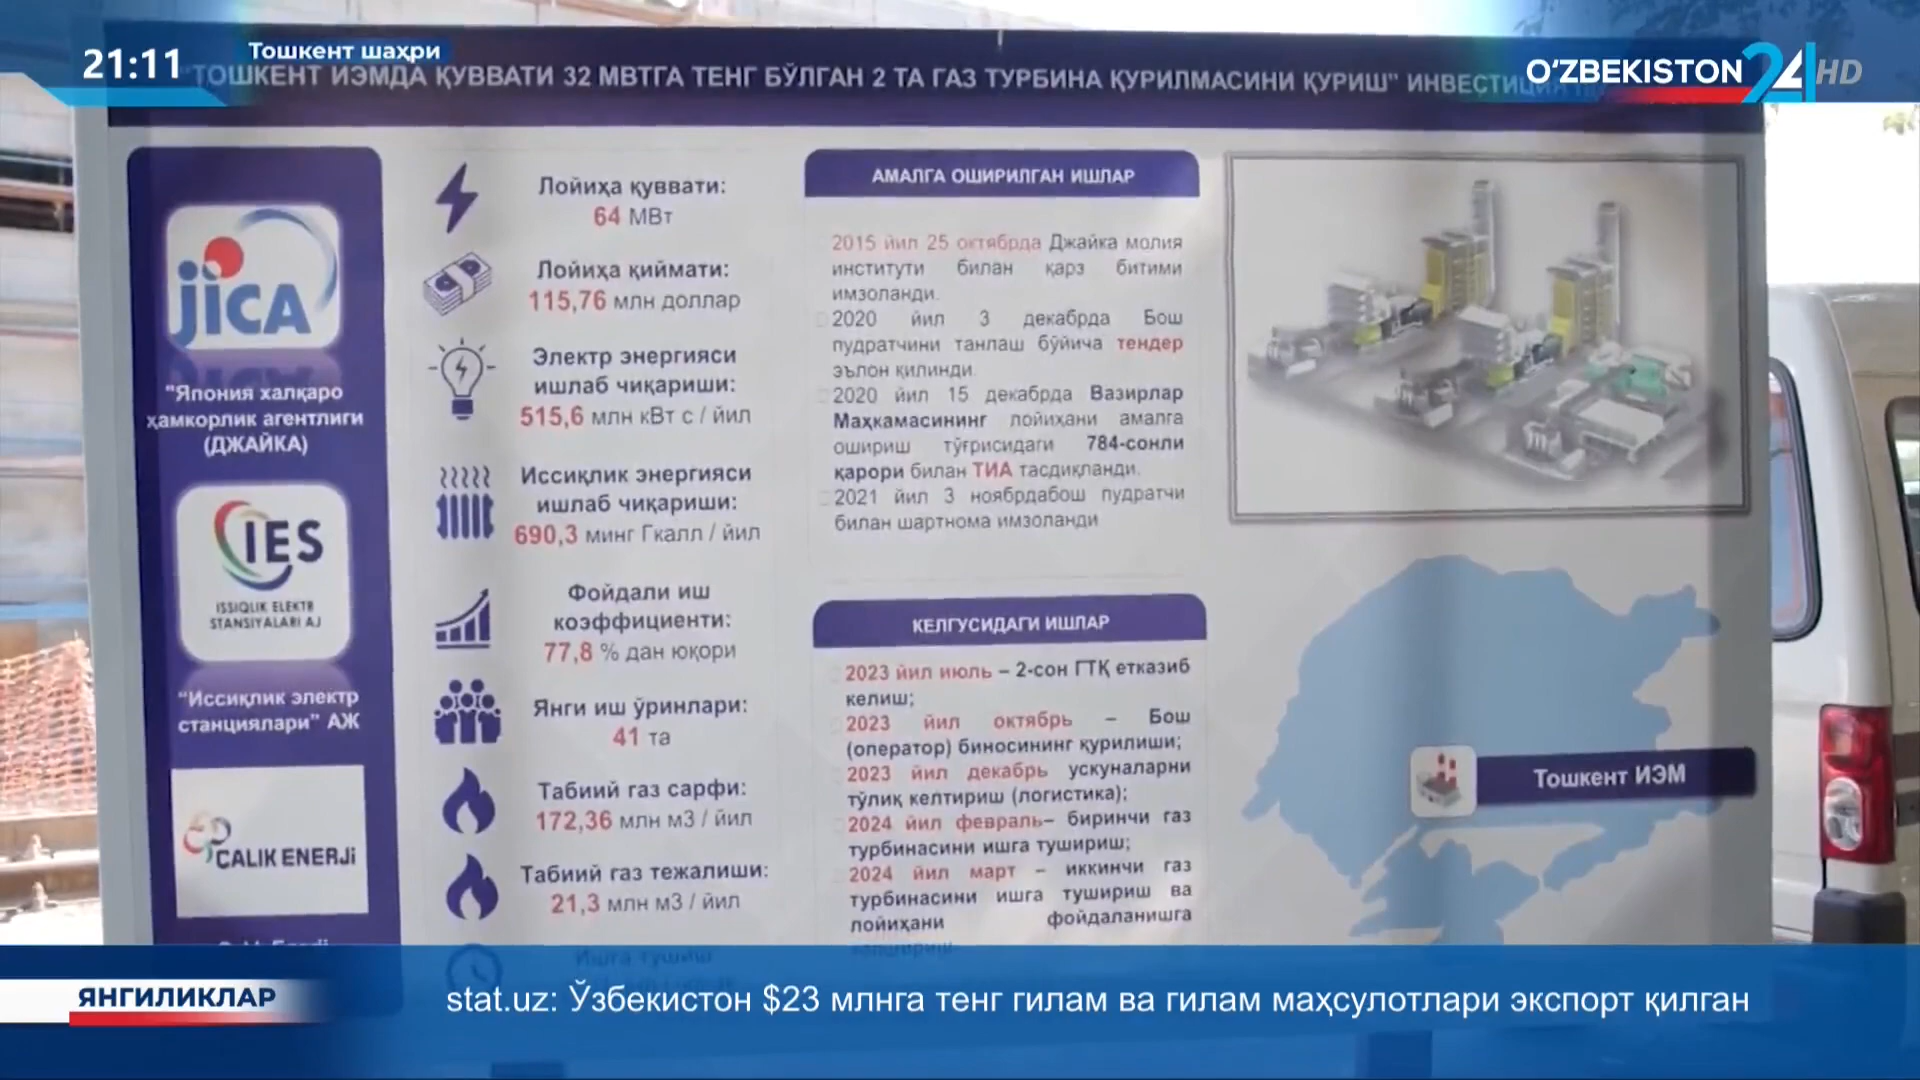 21:11
Тошкент шаҳри
O‘ZBEKISTON 24 HD
"ТОШКЕНТ ИЭМДА ҚУВВАТИ 32 МВТГА ТЕНГ БЎЛГАН 2 ТА ГАЗ ТУРБИНА ҚУРИЛМАСИНИ ҚУРИШ"
jICA
"Япония халқаро
ҳамкорлик агентлиги
(ДЖАЙКА)
IES
ISSIQLIK ELEKTR
STANSIYALARI AJ
"Иссиқлик электр
станциялари" АЖ
ÇALIK ENERJi
Лойиҳа қуввати:
64 МВт
Лойиҳа қиймати:
115,76 млн доллар
Электр энергияси
ишлаб чиқариши:
515,6 млн кВт с / йил
Иссиқлик энергияси
ишлаб чиқариши:
690,3 минг Гкалл / йил
Фойдали иш
коэффициенти:
77,8 % дан юқори
Янги иш ўринлари:
41 та
Табиий газ сарфи:
172,36 млн м3 / йил
Табиий газ тежалиши:
21,3 млн м3 / йил
Ишга тушиш
АМАЛГА ОШИРИЛГАН ИШЛАР
2015 йил 25 октябрда Джайка молия
институти билан қарз битими
имзоланди.
2020 йил 3 декабрда Бош
пудратчини танлаш бўйича тендер
эълон қилинди.
2020 йил 15 декабрда Вазирлар
Маҳкамасининг лойиҳани амалга
ошириш тўғрисидаги 784-сонли
қарори билан ТИА тасдиқланди.
2021 йил 3 ноябрдабош пудратчи
билан шартнома имзоланди
КЕЛГУСИДАГИ ИШЛАР
2023 йил июль – 2-сон ГТҚ етказиб
келиш;
2023 йил октябрь – Бош
(оператор) биносининг қурилиши;
2023 йил декабрь ускуналарни
тўлиқ келтириш (логистика);
2024 йил февраль– биринчи газ
турбинасини ишга тушириш;
2024 йил март – иккинчи газ
турбинасини ишга тушириш ва
лойиҳани фойдаланишга
Тошкент ИЭМ
ЯНГИЛИКЛАР
stat.uz: Ўзбекистон $23 млнга тенг гилам ва гилам маҳсулотлари экспорт қилган